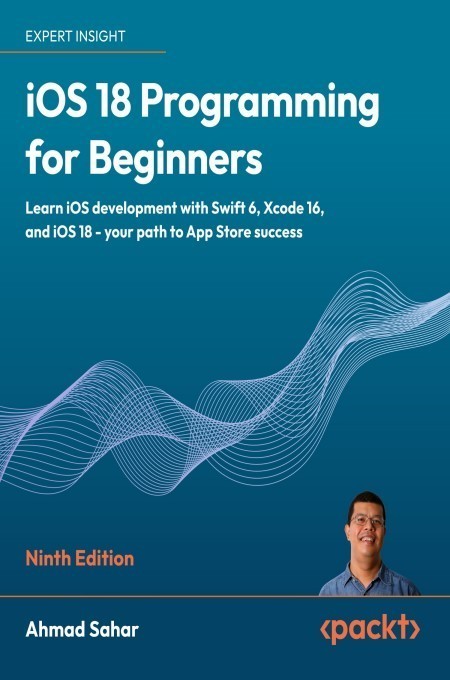 EXPERT INSIGHT
iOS 18 Programming
for Beginners
Learn iOS development with Swift 6, Xcode 16,
and iOS 18 - your path to App Store success
Ninth Edition
Ahmad Sahar
<packt>